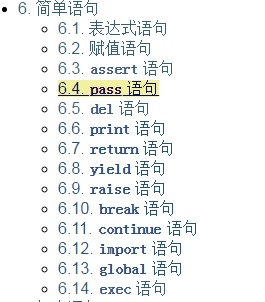 6. 简单语句
6.1. 表达式语句
6.2. 赋值语句
6.3. assert 语句
6.4. pass 语句
6.5. del 语句
6.6. print 语句
6.7. return 语句
6.8. yield 语句
6.9. raise 语句
6.10. break 语句
6.11. continue 语句
6.12. import 语句
6.13. global 语句
6.14. exec 语句